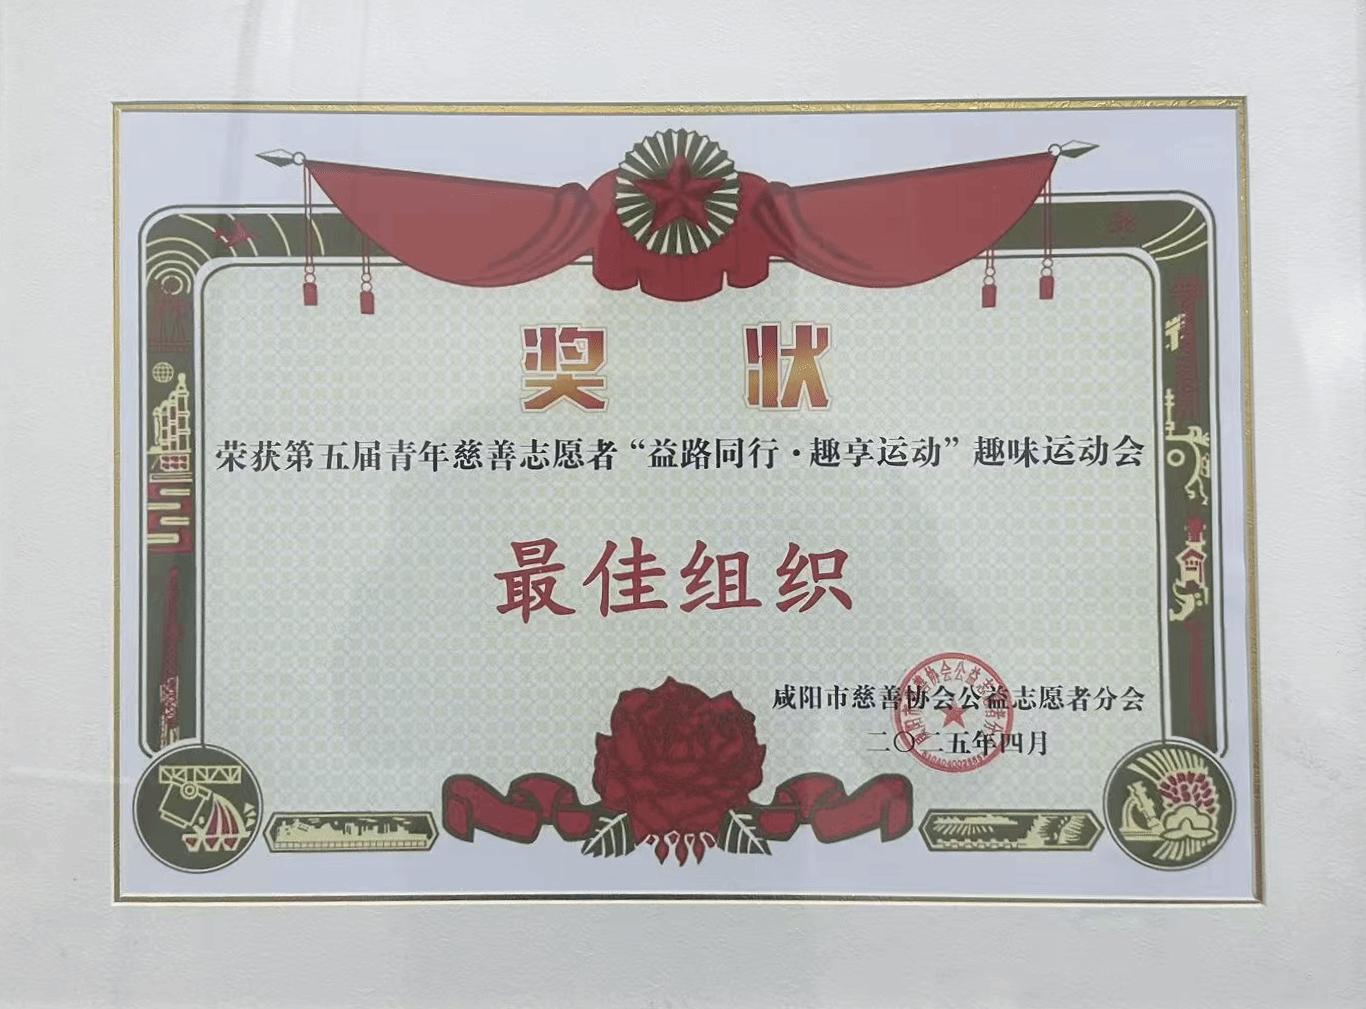 奖 状
荣获第五届青年慈善志愿者“益路同行·趣享运动”趣味运动会
最佳组织
咸阳市慈善协会公益志愿者分会
二〇二五年四月